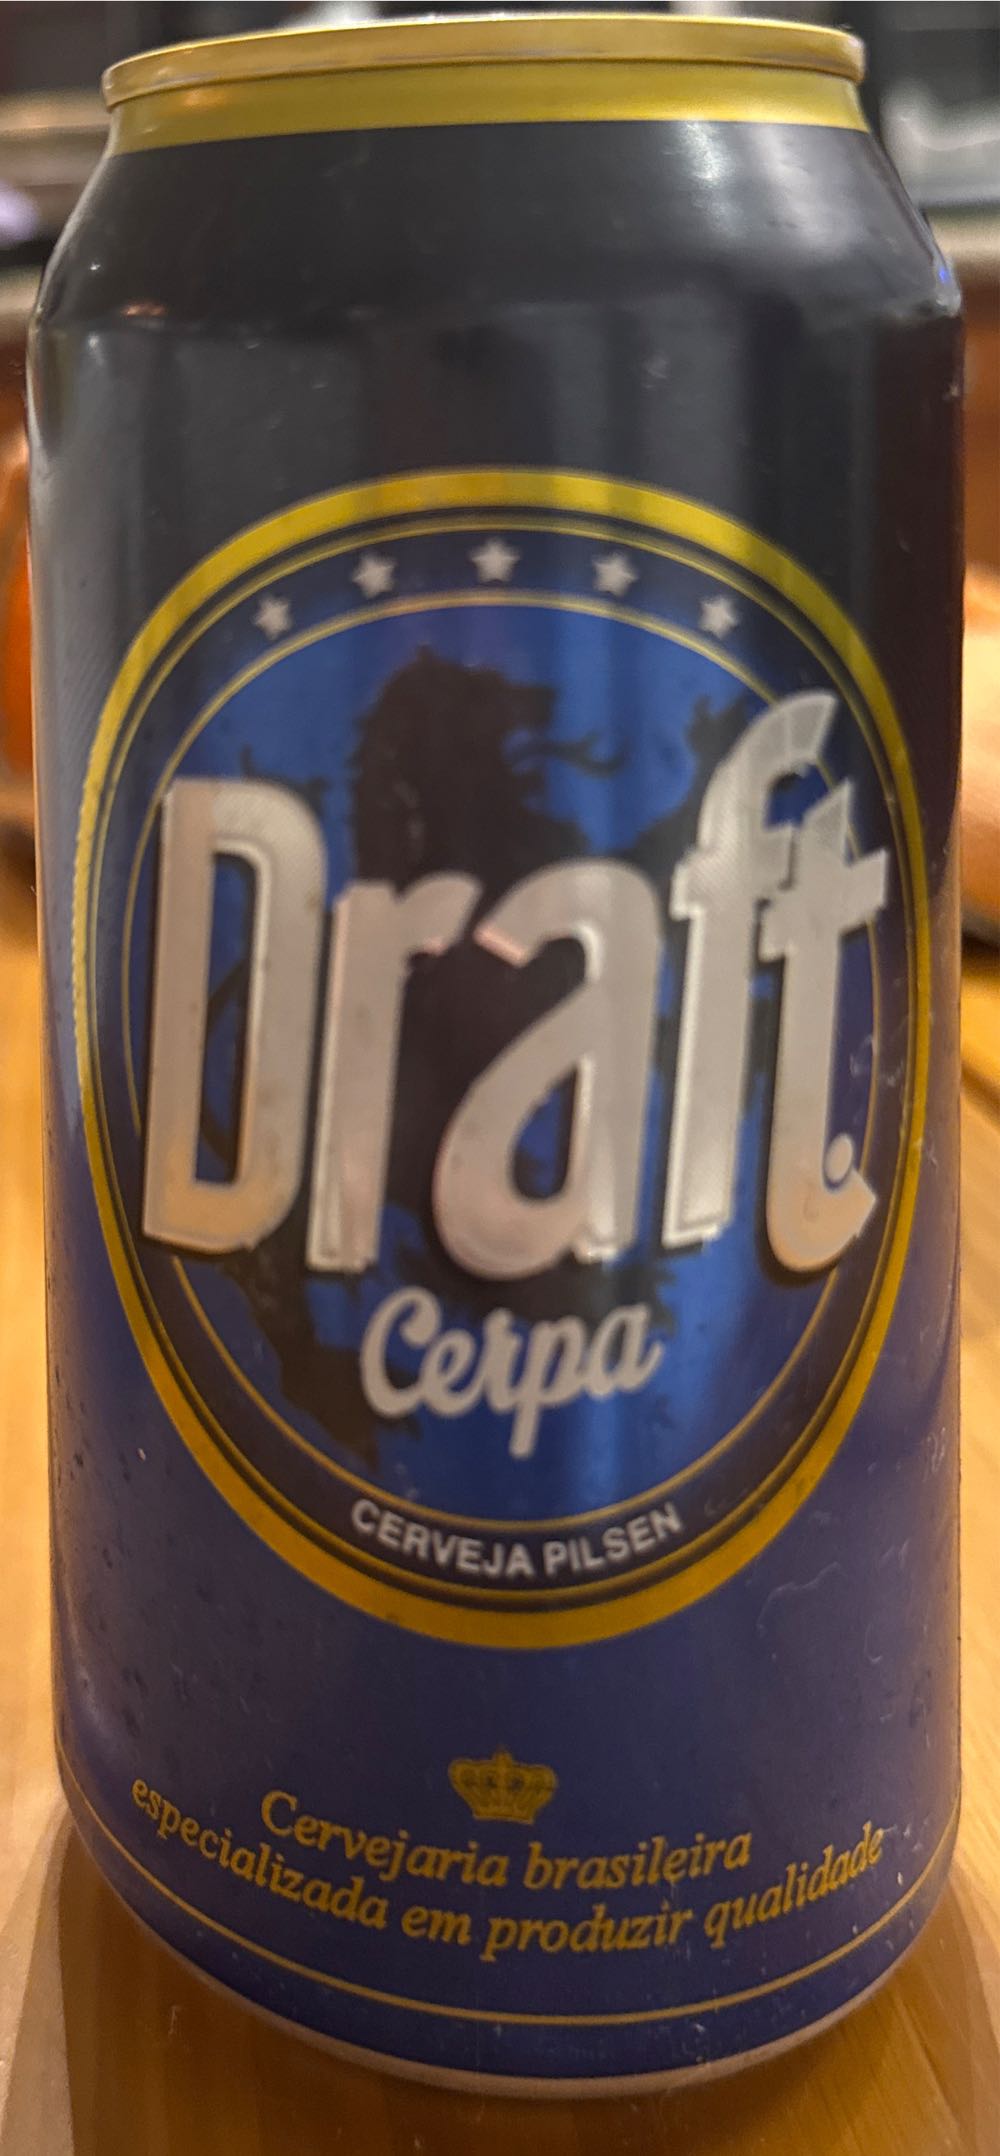 Draft.
Cerpa
CERVEJA PILSEN
Cervejaria brasileira
especializada em produzir qualidade